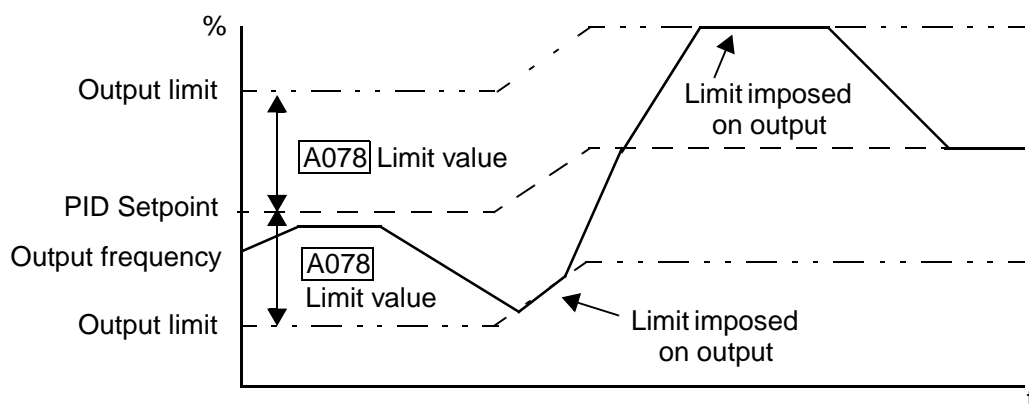 %
Output limit
Limit imposed
on output
A078 Limit value
PID Setpoint
Output frequency
A078
Limit value
Output limit
Limit imposed
on output
t